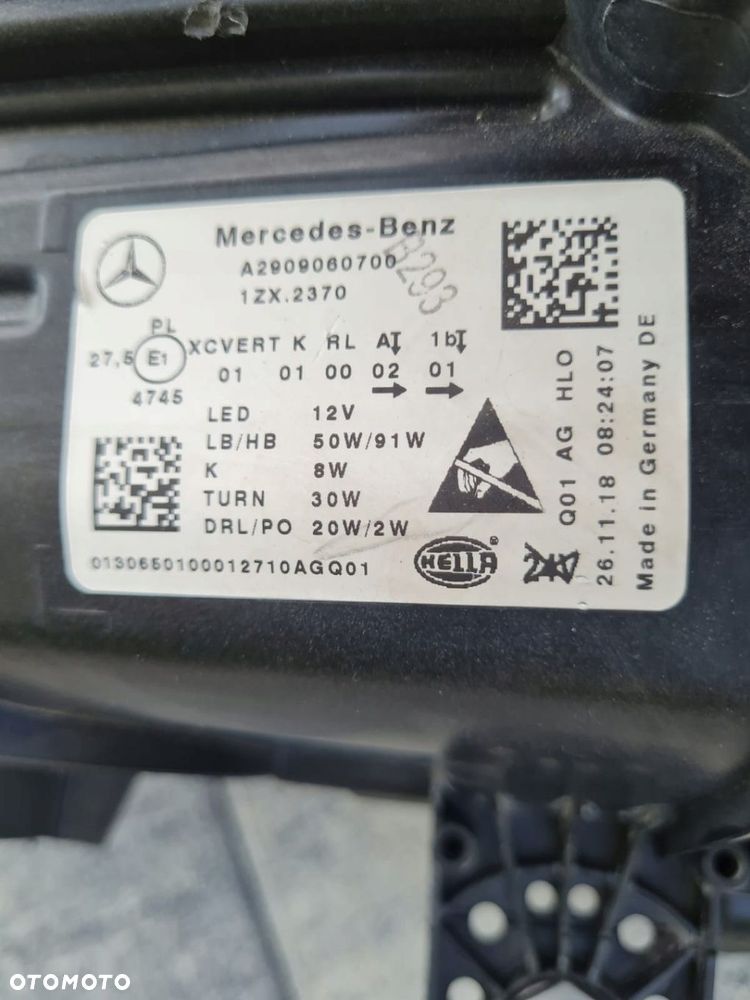 Mercedes-Benz
A2909060700
B293
1ZX.2370
PL
27,5 E1 XCVERT K RL A 1b
01 01 00 02 01
4745
LED 12V
LB/HB 50W/91W
K 8W
TURN 30W
DRL/PO 20W/2W
0130650100012710AGQ01
HELLA
®
Q01 AG HLO
26.11.18 08:24:07
Made in Germany DE
OTOMOTO